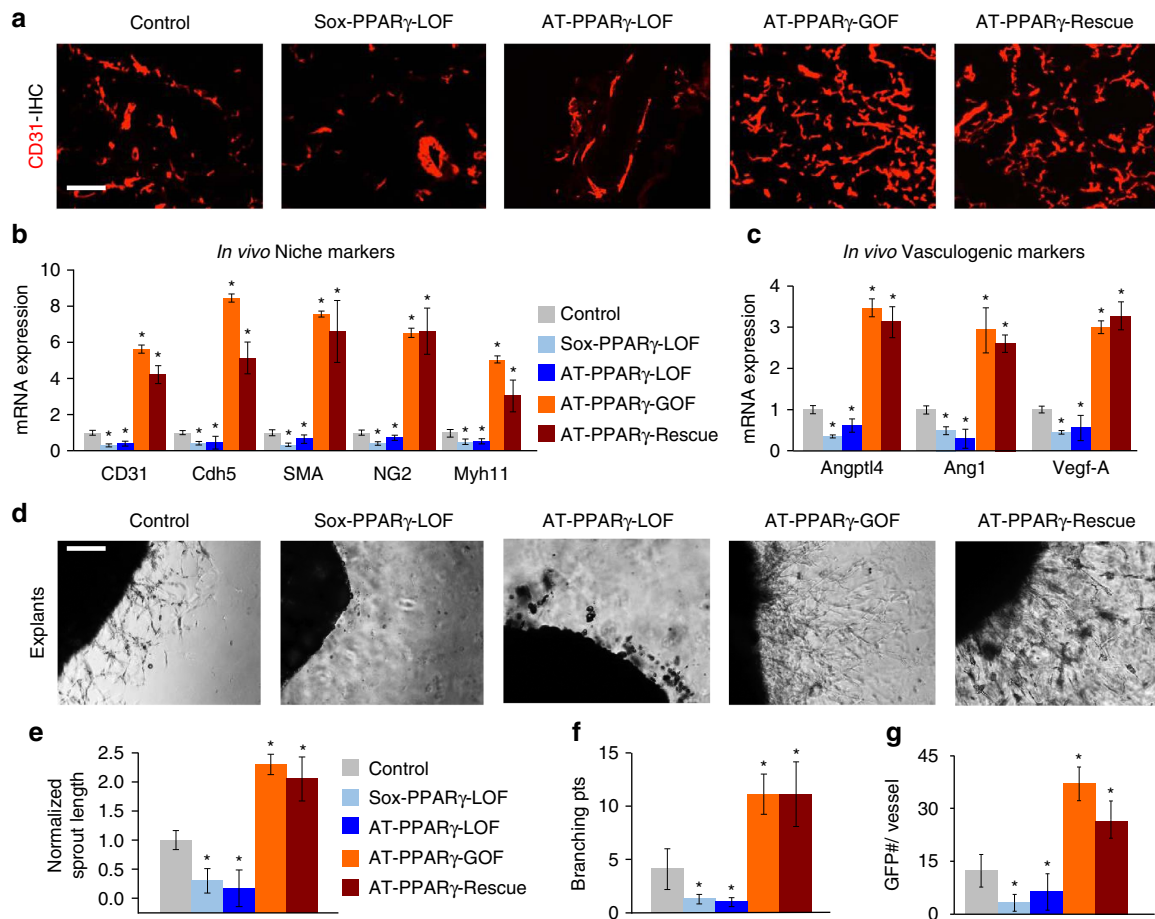 a
Control
Sox-PPARγ-LOF
AT-PPARγ-LOF
AT-PPARγ-GOF
AT-PPARγ-Rescue
CD31-IHC
b
In vivo Niche markers
mRNA expression
10
8
6
4
2
0
* * * * * * * * * * * * * * * * * * * *
CD31 Cdh5 SMA NG2 Myh11
Control
Sox-PPARγ-LOF
AT-PPARγ-LOF
AT-PPARγ-GOF
AT-PPARγ-Rescue
c
In vivo Vasculogenic markers
mRNA expression
4
3
2
1
0
* * * * * * * * * * * *
Angptl4 Ang1 Vegf-A
d
Control
Sox-PPARγ-LOF
AT-PPARγ-LOF
AT-PPARγ-GOF
AT-PPARγ-Rescue
Explants
e
Normalized
sprout length
2.5
2.0
1.5
1.0
0.5
0.0
* * * *
Control
Sox-PPARγ-LOF
AT-PPARγ-LOF
AT-PPARγ-GOF
AT-PPARγ-Rescue
f
Branching pts
15
10
5
0
* * * *
g
GFP#/ vessel
45
30
15
0
* * * *